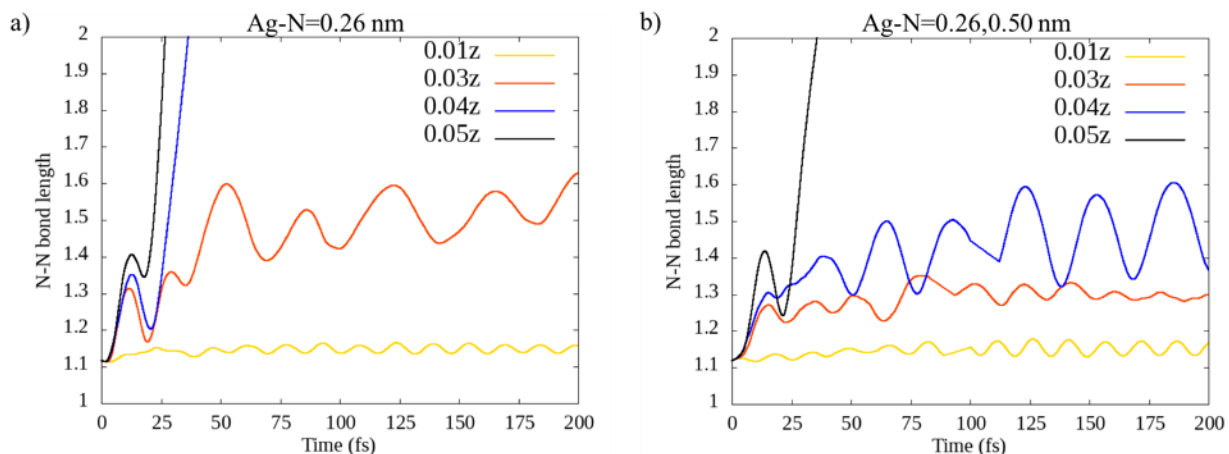 a)
Ag-N=0.26 nm
N-N bond length
2
1.9
1.8
1.7
1.6
1.5
1.4
1.3
1.2
1.1
1
0.01z
0.03z
0.04z
0.05z
0 25 50 75 100 125 150 175 200
Time (fs)
b)
Ag-N=0.26,0.50 nm
N-N bond length
2
1.9
1.8
1.7
1.6
1.5
1.4
1.3
1.2
1.1
1
0.01z
0.03z
0.04z
0.05z
0 25 50 75 100 125 150 175 200
Time (fs)